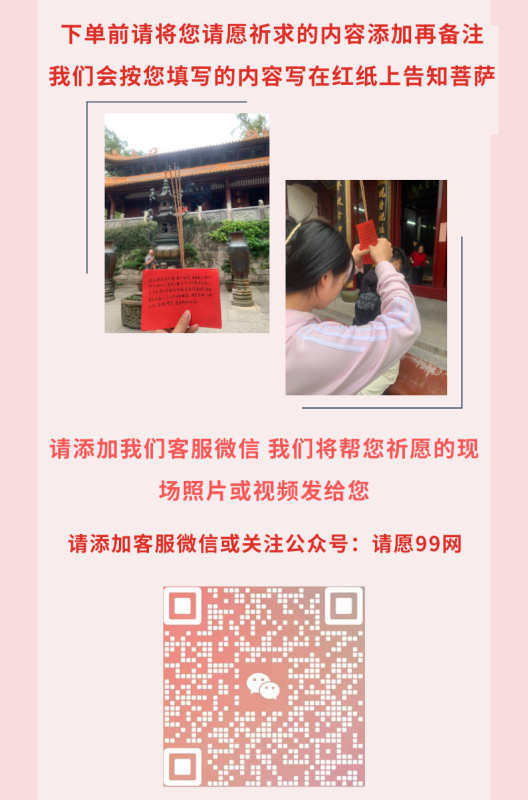 下单前请将您请愿祈求的内容添加再备注
我们会按您填写的内容写在红纸上告知菩萨
请添加我们客服微信 我们将帮您祈愿的现
场照片或视频发给您
请添加客服微信或关注公众号：请愿99网